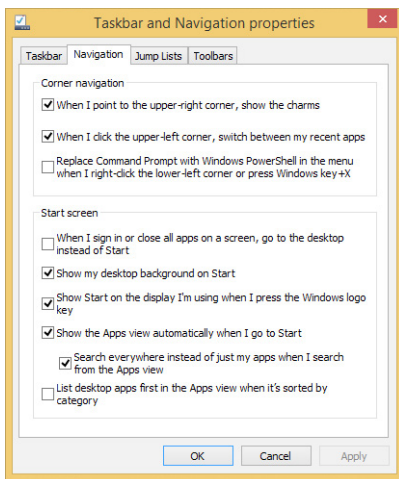 Taskbar and Navigation properties
Taskbar Navigation Jump Lists Toolbars
Corner navigation
When I point to the upper-right corner, show the charms
When I click the upper-left corner, switch between my recent apps
Replace Command Prompt with Windows PowerShell in the menu
when I right-click the lower-left corner or press Windows key+X
Start screen
When I sign in or close all apps on a screen, go to the desktop
instead of Start
Show my desktop background on Start
Show Start on the display I'm using when I press the Windows logo
key
Show the Apps view automatically when I go to Start
Search everywhere instead of just my apps when I search
from the Apps view
List desktop apps first in the Apps view when it's sorted by
category
OK Cancel Apply